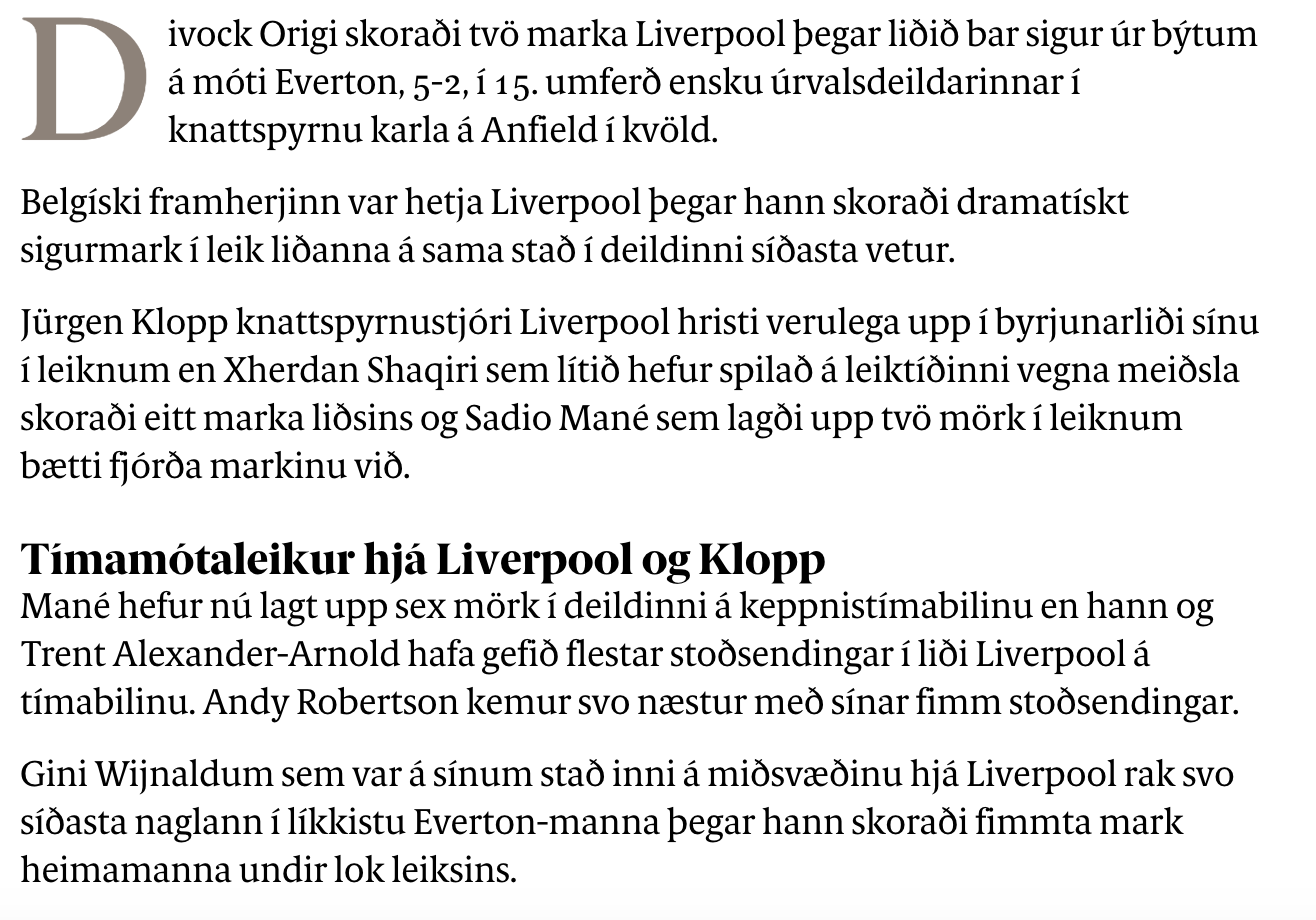 Divock Origi skoraði tvö marka Liverpool þegar liðið bar sigur úr býtum
á móti Everton, 5-2, í 15. umferð ensku úrvalsdeildarinnar í
knattspyrnu karla á Anfield í kvöld.
Belgíski framherjinn var hetja Liverpool þegar hann skoraði dramatískt
sigurmark í leik liðanna á sama stað í deildinni síðasta vetur.
Jürgen Klopp knattspyrnustjóri Liverpool hristi verulega upp í byrjunarliði sínu
í leiknum en Xherdan Shaqiri sem lítið hefur spilað á leiktíðinni vegna meiðsla
skoraði eitt marka liðsins og Sadio Mané sem lagði upp tvö mörk í leiknum
bætti fjórða markinu við.
Tímamótaleikur hjá Liverpool og Klopp
Mané hefur nú lagt upp sex mörk í deildinni á keppnistímabilinu en hann og
Trent Alexander-Arnold hafa gefið flestar stoðsendingar í liði Liverpool á
tímabilinu. Andy Robertson kemur svo næstur með sínar fimm stoðsendingar.
Gini Wijnaldum sem var á sínum stað inni á miðsvæðinu hjá Liverpool rak svo
síðasta naglann í líkkistu Everton-manna þegar hann skoraði fimmta mark
heimamanna undir lok leiksins.